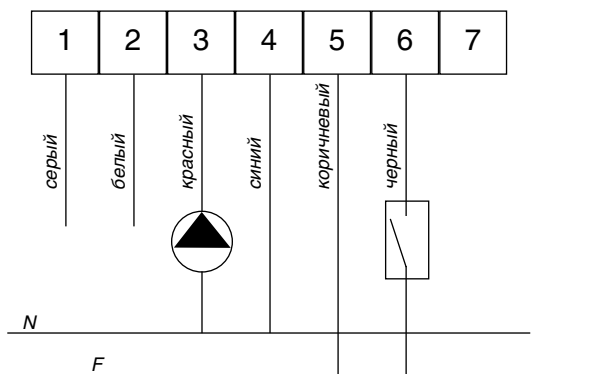 1 2 3 4 5 6 7
серый белый красный синий коричневый черный
N
F